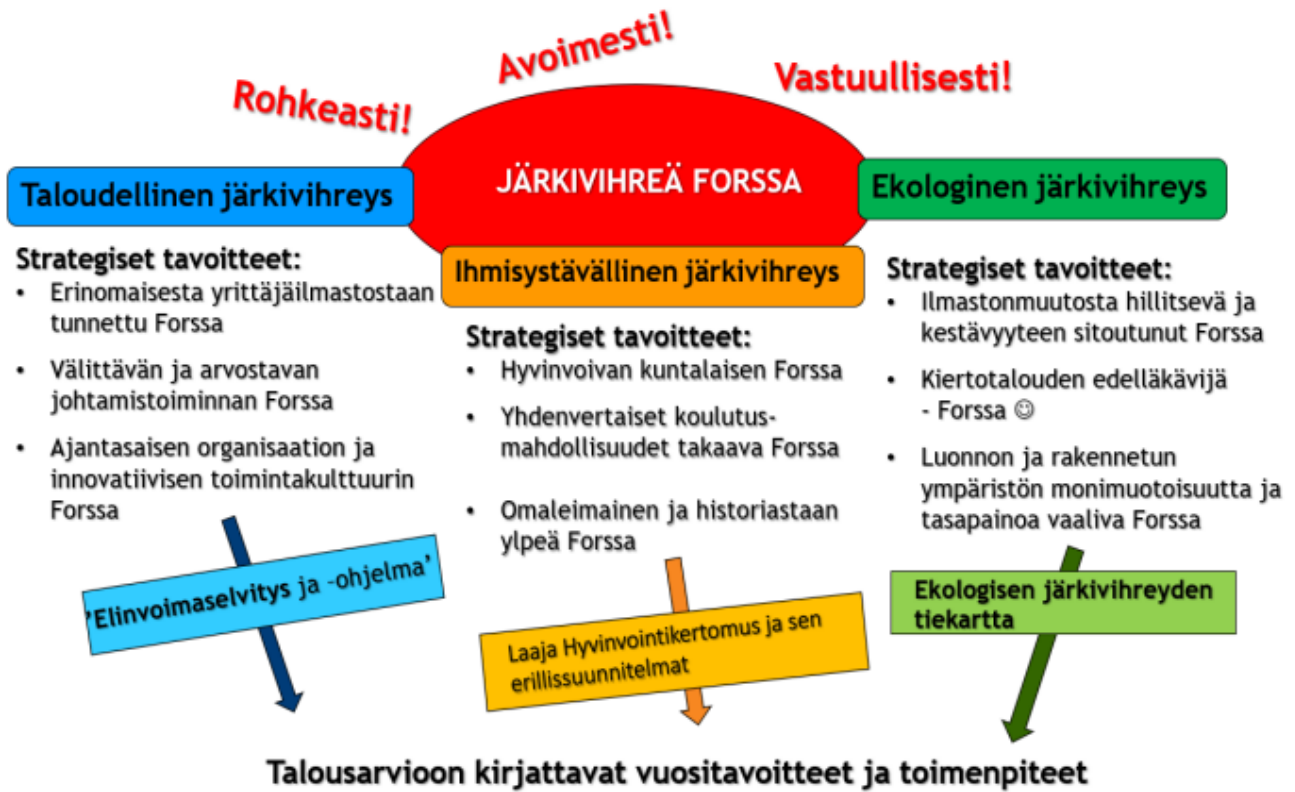 Rohkeasti!
Avoimesti!
Vastuullisesti!
JÄRKIVIHREÄ FORSSA
Taloudellinen järkivihreys
Strategiset tavoitteet:
• Erinomaisesta yrittäjäilmastostaan
tunnettu Forssa
• Välittävän ja arvostavan
johtamistoiminnan Forssa
• Ajantasaisen organisaation ja
innovatiivisen toimintakulttuurin
Forssa
'Elinvoimaselvitys ja -ohjelma'
Ihmisystävällinen järkivihreys
Strategiset tavoitteet:
• Hyvinvoivan kuntalaisen Forssa
• Yhdenvertaiset koulutus-
mahdollisuudet takaava Forssa
• Omaleimainen ja historiastaan
ylpeä Forssa
Laaja Hyvinvointikertomus ja sen
erillissuunnitelmat
Ekologinen järkivihreys
Strategiset tavoitteet:
• Ilmastonmuutosta hillitsevä ja
kestävyyteen sitoutunut Forssa
• Kiertotalouden edelläkävijä
- Forssa ☺
• Luonnon ja rakennetun
ympäristön monimuotoisuutta ja
tasapainoa vaaliva Forssa
Ekologisen järkivihreyden
tiekartta
Talousarvioon kirjattavat vuositavoitteet ja toimenpiteet